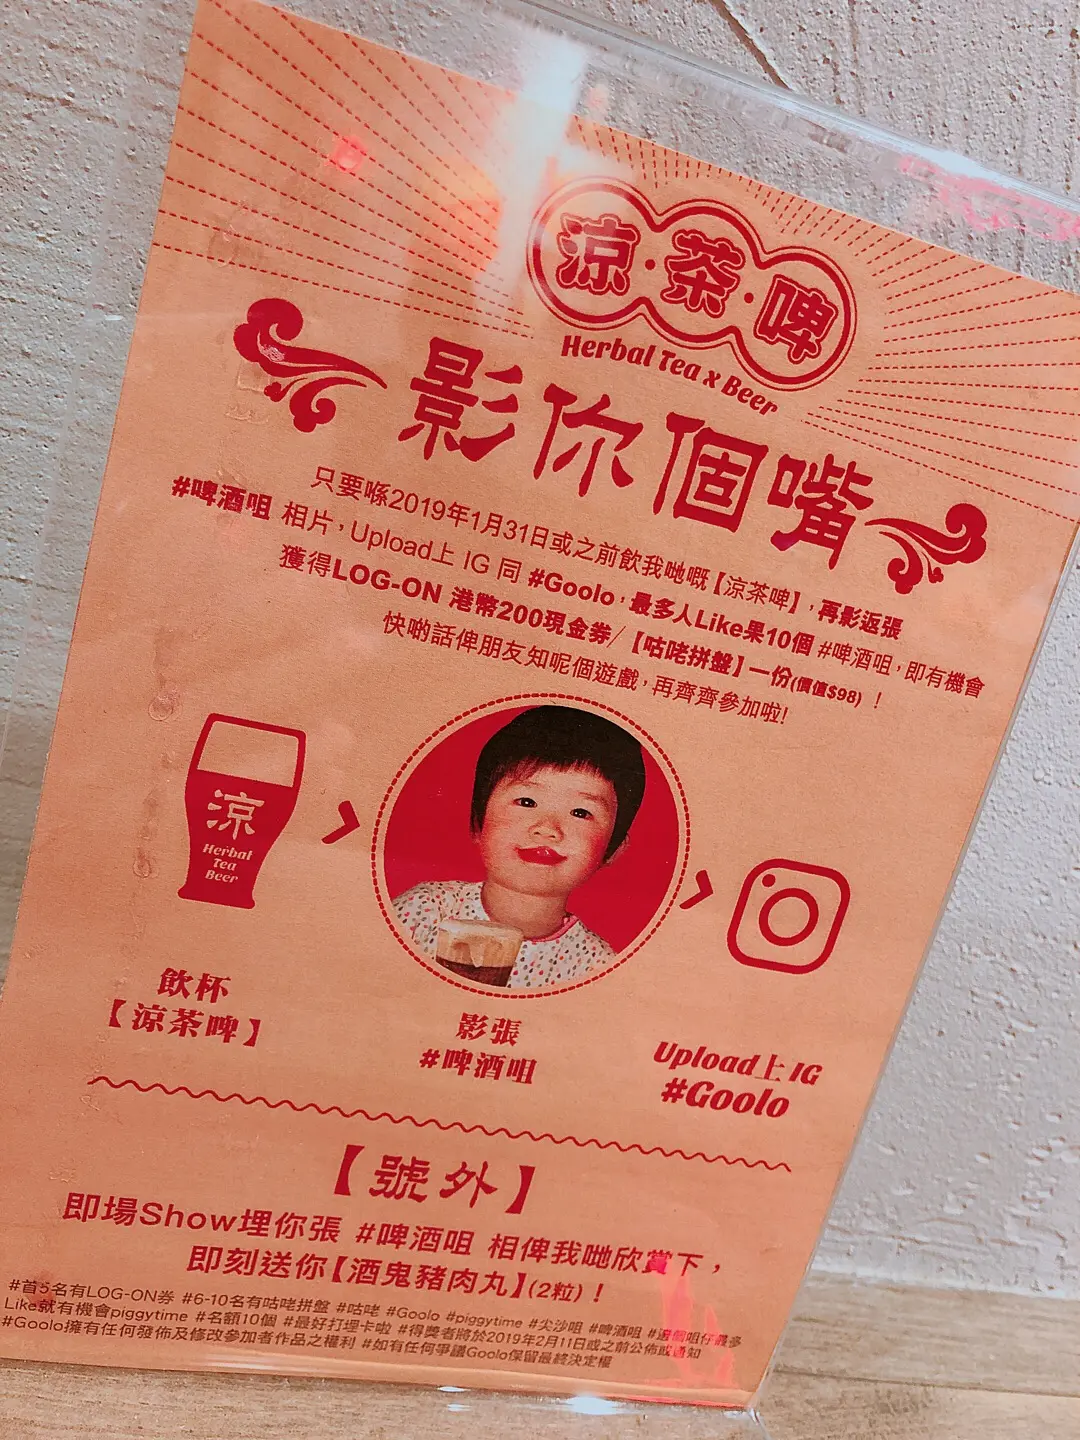 涼·茶·啤
Herbal Tea x Beer
影你個嘴
只要喺2019年1月31日或之前飲我哋嘅【涼茶啤】，再影返張
#啤酒咀 相片，Upload上 IG 同 #Goolo，最多人Like果10個 #啤酒咀，即有機會
獲得LOG-ON 港幣200現金券/【咕咾拼盤】一份(價值$98) ！
快啲話俾朋友知呢個遊戲，再齊齊參加啦!
涼
Herbal
Tea
Beer
飲杯
【涼茶啤】
影張
#啤酒咀
Upload上 IG
#Goolo
【號外】
即場Show埋你張 #啤酒咀 相俾我哋欣賞下，
即刻送你【酒鬼豬肉丸】(2粒)！
#首5名有LOG-ON券 #6-10名有咕咾拼盤 #咕咾 #Goolo #piggytime #尖沙咀 #啤酒咀 #邊個咀仔最多
Like就有機會piggytime #名額10個 #最好打埋卡啦 #得獎者將於2019年2月11日或之前公佈或通知
#Goolo擁有任何發佈及修改參加者作品之權利 #如有任何爭議Goolo保留最終決定權